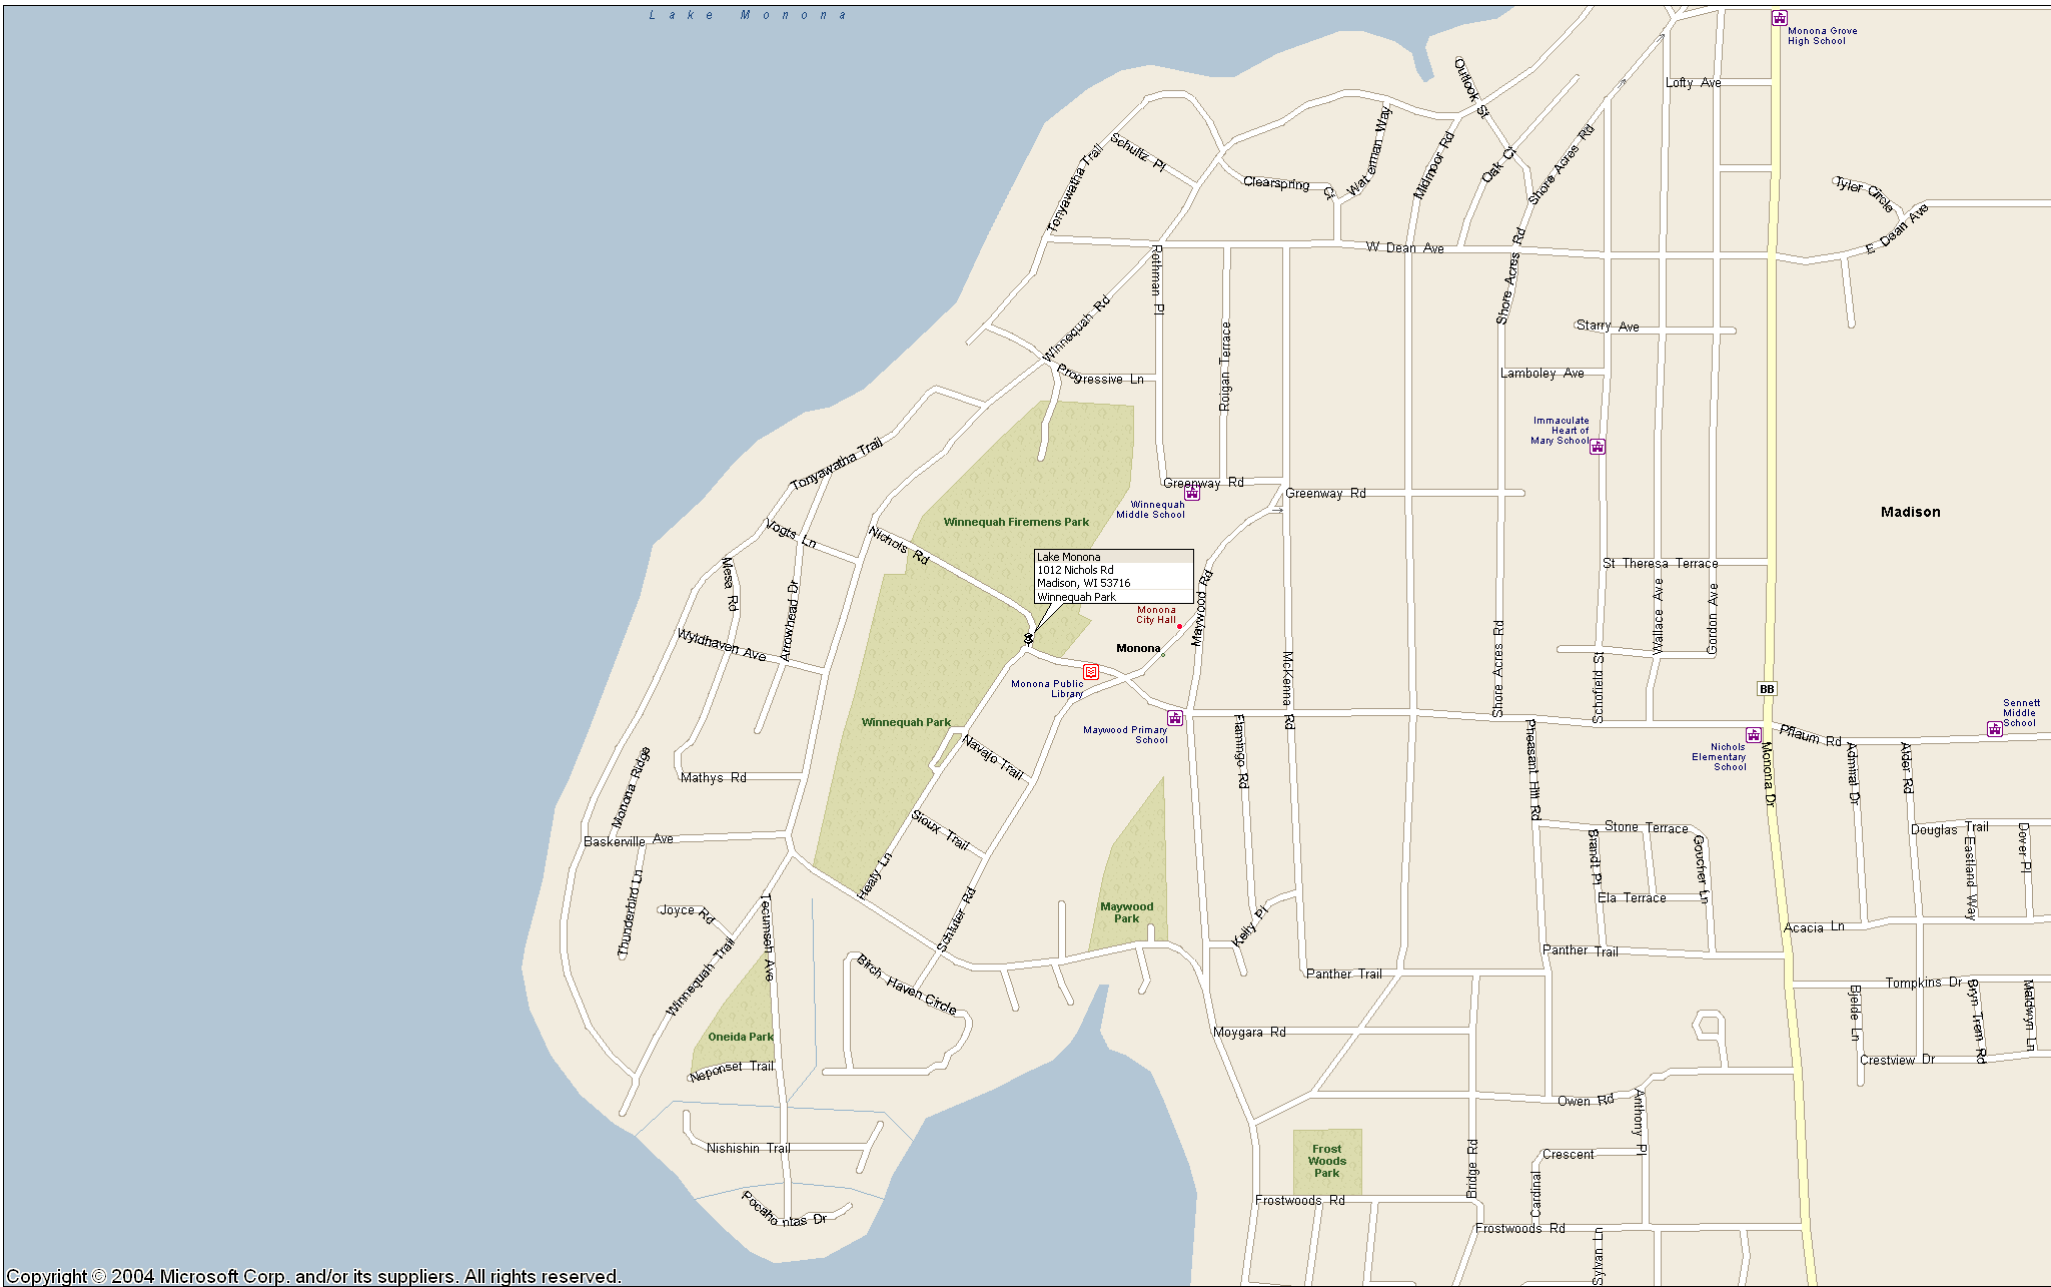 Lake Monona
Monona Grove
High School
Outlook St
Lofty Ave
Waterman Way
Midmoor Rd
Oak Ct
Shore Acres Rd
Schultz Pl
Tonyawatha Trail
Clearspring Ct
Tyler Circle
E Dean Ave
W Dean Ave
Rothman Pl
Shore Acres Rd
Winnequah Rd
Roigan Terrace
Starry Ave
Progressive Ln
Lamboley Ave
Immaculate
Heart of
Mary School
Tonyawatha Trail
Greenway Rd
Greenway Rd
Winnequah
Middle School
Madison
Winnequah Firemens Park
Vogts Ln
Nichols Rd
Lake Monona
1012 Nichols Rd
Madison, WI 53716
Winnequah Park
Mesa Rd
Arrowhead Dr
Maywood Rd
St Theresa Terrace
Wallace Ave
Gordon Ave
Monona
City Hall
Monona
Wyldhaven Ave
Monona Public
Library
McKenna Rd
Shore Acres Rd
Schofield St
BB
Winnequah Park
Maywood Primary
School
Flamingo Rd
Pheasant Hill Rd
Nichols
Elementary
School
Monona Dr
Pflaum Rd
Sennett
Middle
School
Admiral Dr
Alder Rd
Navajo Trail
Monona Ridge
Mathys Rd
Sioux Trail
Baskerville Ave
Stone Terrace
Brandt Pl
Goucher Ln
Douglas Trail
Eastland Way
Dover Pl
Healy Ln
Thunderbird Ln
Joyce Rd
Tecumseh Ave
Schluter Rd
Maywood
Park
Kelly Pl
Ela Terrace
Acacia Ln
Winnequah Trail
Birch Haven Circle
Panther Trail
Panther Trail
Tompkins Dr
Bjelde Ln
Bryn Trem Rd
Maldwyn Ln
Oneida Park
Moygara Rd
Neponset Trail
Crestview Dr
Owen Rd
Anthony Pl
Nishishin Trail
Frost
Woods
Park
Bridge Rd
Crescent
Cardinal
Pocahontas Dr
Frostwoods Rd
Frostwoods Rd
Sylvan Ln
Copyright © 2004 Microsoft Corp. and/or its suppliers. All rights reserved.